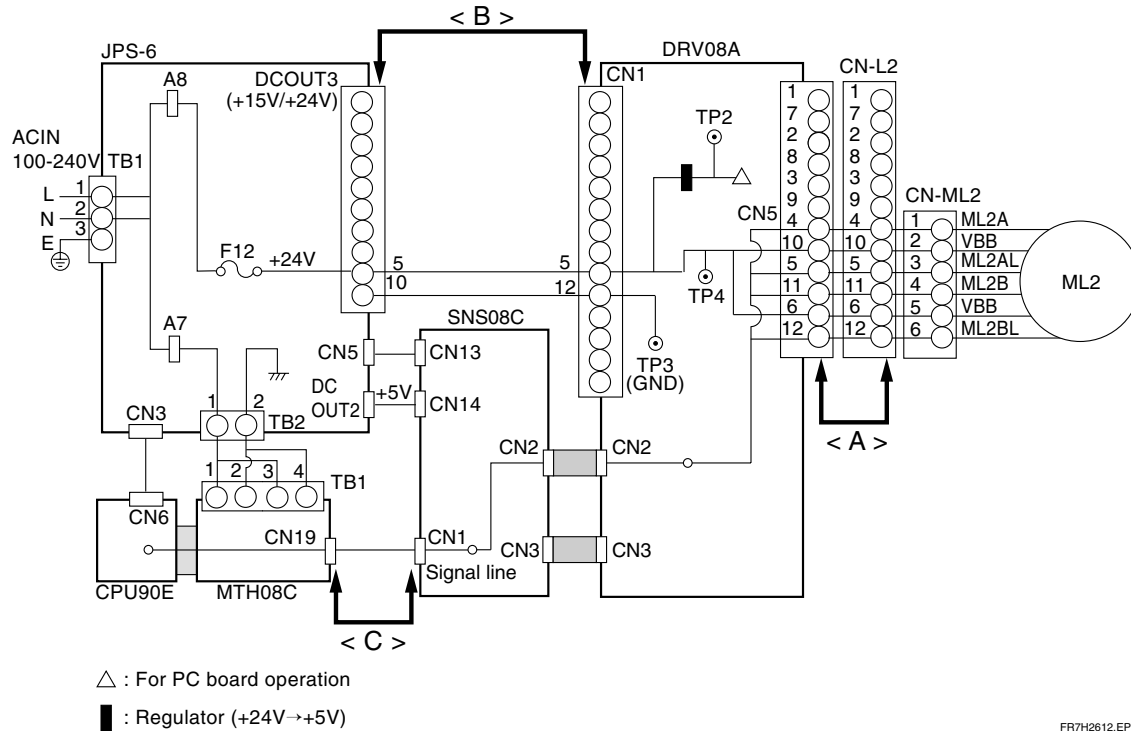 < B >
JPS-6
DRV08A
A8
DCOUT3
(+15V/+24V)
CN1
CN-L2
ACIN
100-240V
TB1
L
1
N
2
E
3
F12
+24V
5
10
5
12
TP2
TP4
TP3
(GND)
CN5
1
7
2
8
3
9
4
10
5
11
6
12
1
7
2
8
3
9
4
10
5
11
6
12
CN-ML2
1
2
3
4
5
6
ML2A
VBB
ML2AL
ML2B
VBB
ML2BL
ML2
A7
SNS08C
CN5
CN13
DC
OUT2
+5V
CN14
1
2
TB2
CN3
< A >
CN2
CN2
1
2
3
4
TB1
CN6
CN19
CN1
CN3
CN3
Signal line
CPU90E
MTH08C
< C >
: For PC board operation
: Regulator (+24V→+5V)
FR7H2612.EP